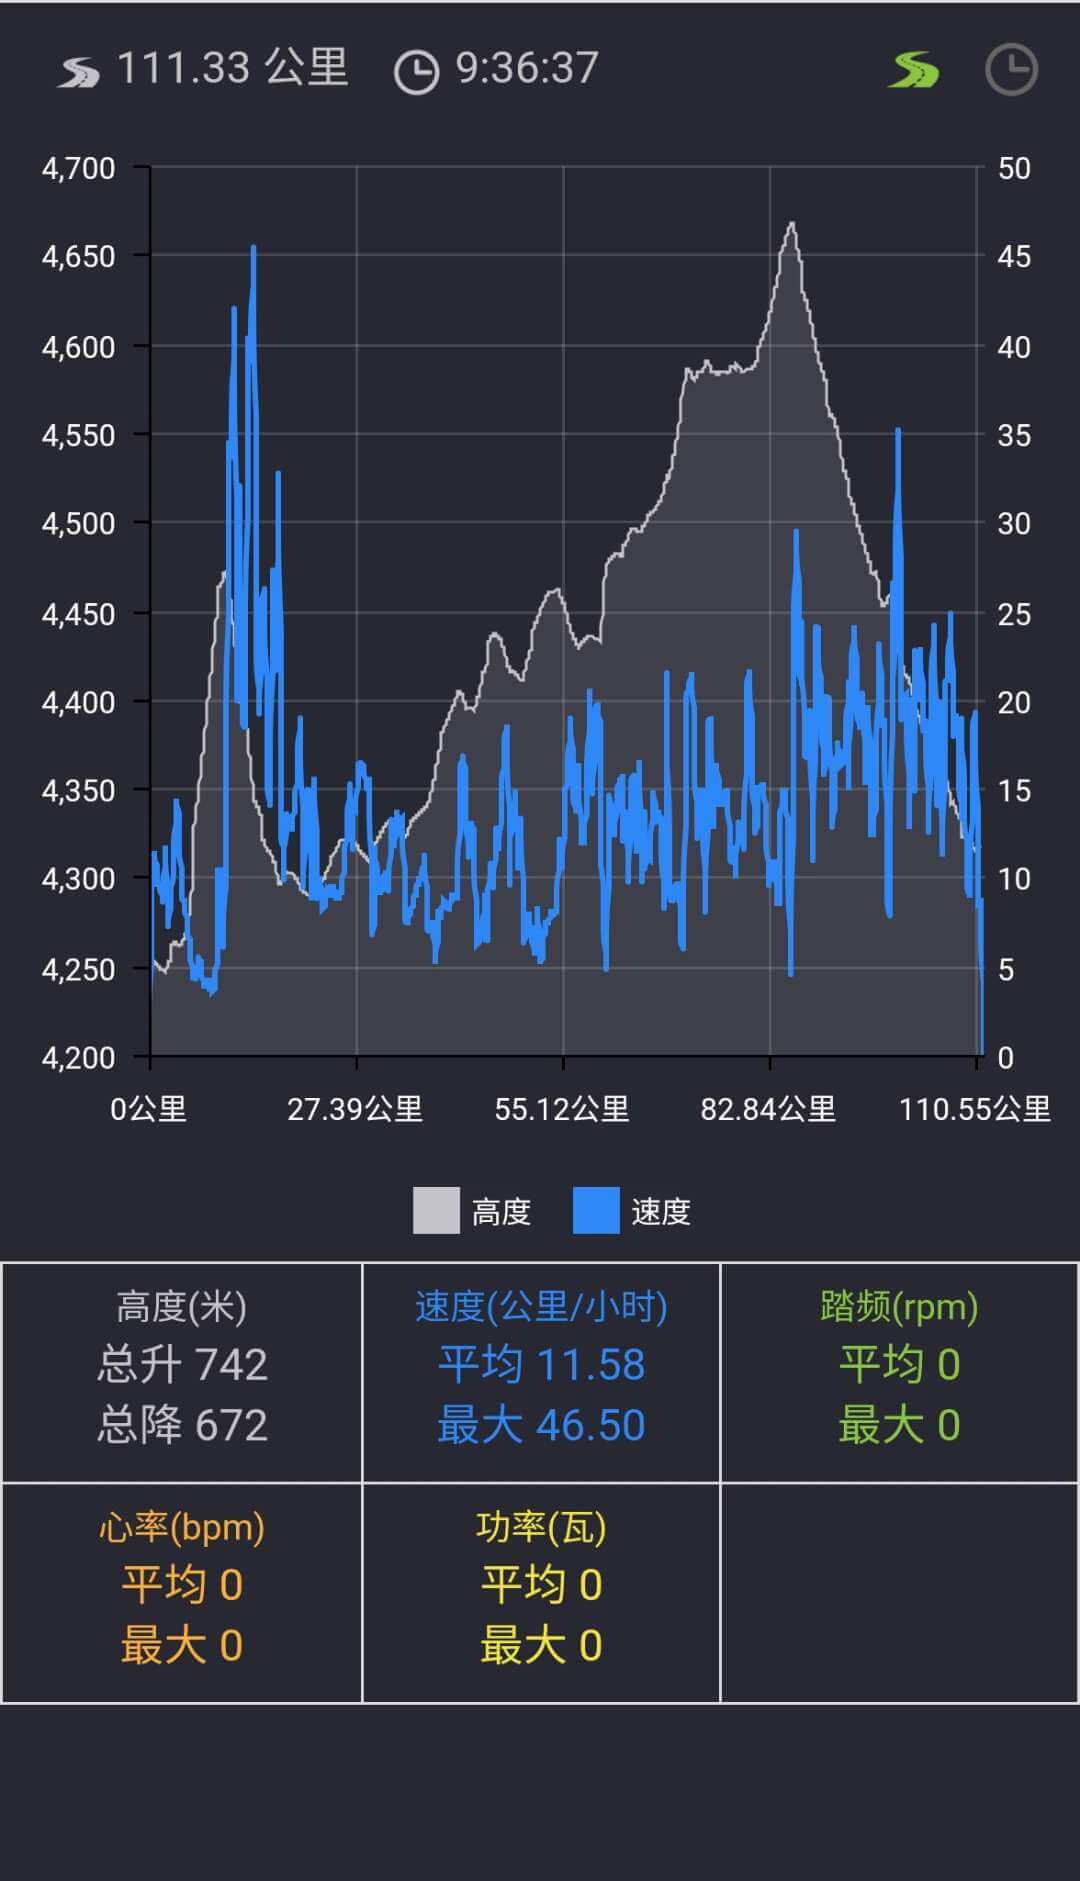 111.33 公里 9:36:37
4,700 50
4,650 45
4,600 40
4,550 35
4,500 30
4,450 25
4,400 20
4,350 15
4,300 10
4,250 5
4,200 0
0公里 27.39公里 55.12公里 82.84公里 110.55公里
高度 速度
高度(米) 速度(公里/小时) 踏频(rpm)
总升 742 平均 11.58 平均 0
总降 672 最大 46.50 最大 0
心率(bpm) 功率(瓦)
平均 0 平均 0
最大 0 最大 0